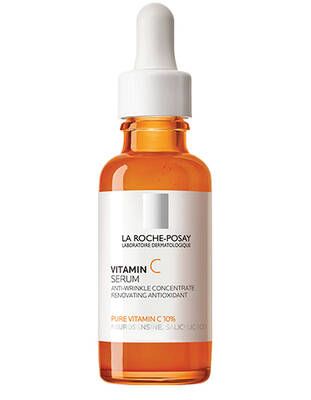 LA ROCHE-POSAY
LABORATOIRE DERMATOLOGIQUE
VITAMIN C
SERUM
ANTI-WRINKLE CONCENTRATE
RENOVATING ANTIOXIDANT
PURE VITAMIN C 10%